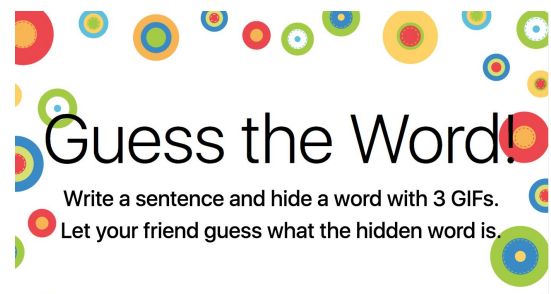 Guess the Word!
Write a sentence and hide a word with 3 GIFs.
Let your friend guess what the hidden word is.